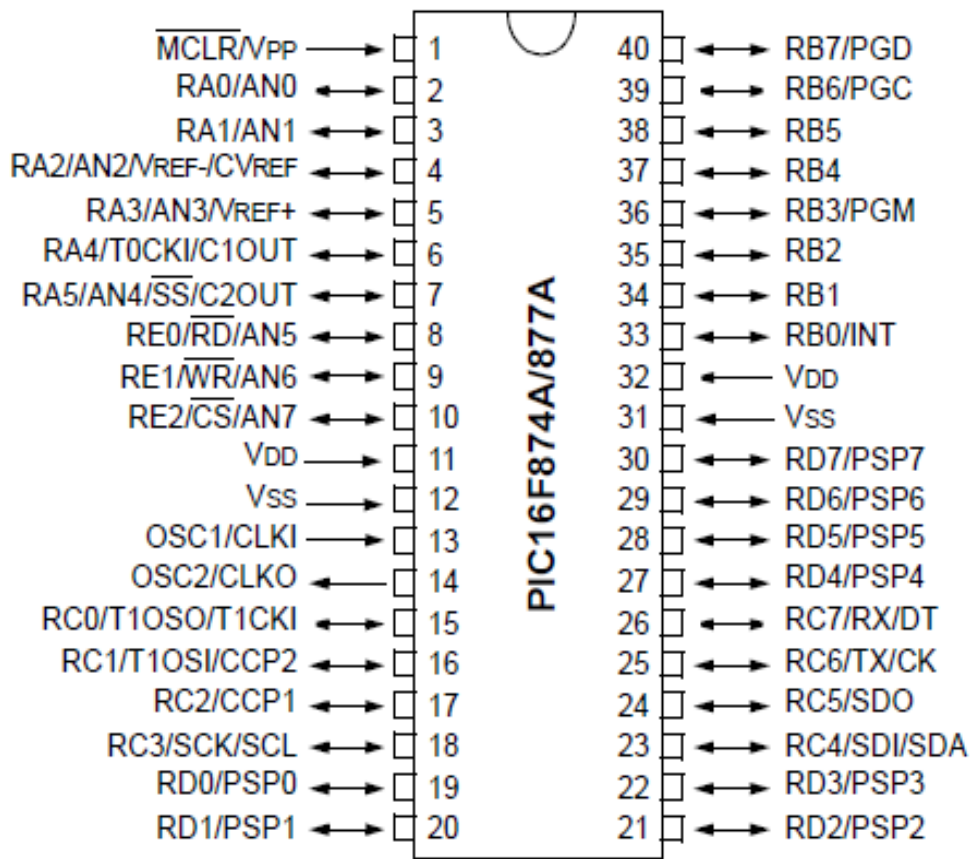 MCLR/VPP 1 40 RB7/PGD
RA0/AN0 2 39 RB6/PGC
RA1/AN1 3 38 RB5
RA2/AN2/VREF-/CVREF 4 37 RB4
RA3/AN3/VREF+ 5 36 RB3/PGM
RA4/T0CKI/C1OUT 6 35 RB2
RA5/AN4/SS/C2OUT 7 34 RB1
RE0/RD/AN5 8 33 RB0/INT
RE1/WR/AN6 9 32 VDD
RE2/CS/AN7 10 31 VSS
VDD 11 30 RD7/PSP7
VSS 12 29 RD6/PSP6
OSC1/CLKI 13 28 RD5/PSP5
OSC2/CLKO 14 27 RD4/PSP4
RC0/T1OSO/T1CKI 15 26 RC7/RX/DT
RC1/T1OSI/CCP2 16 25 RC6/TX/CK
RC2/CCP1 17 24 RC5/SDO
RC3/SCK/SCL 18 23 RC4/SDI/SDA
RD0/PSP0 19 22 RD3/PSP3
RD1/PSP1 20 21 RD2/PSP2
PIC16F874A/877A